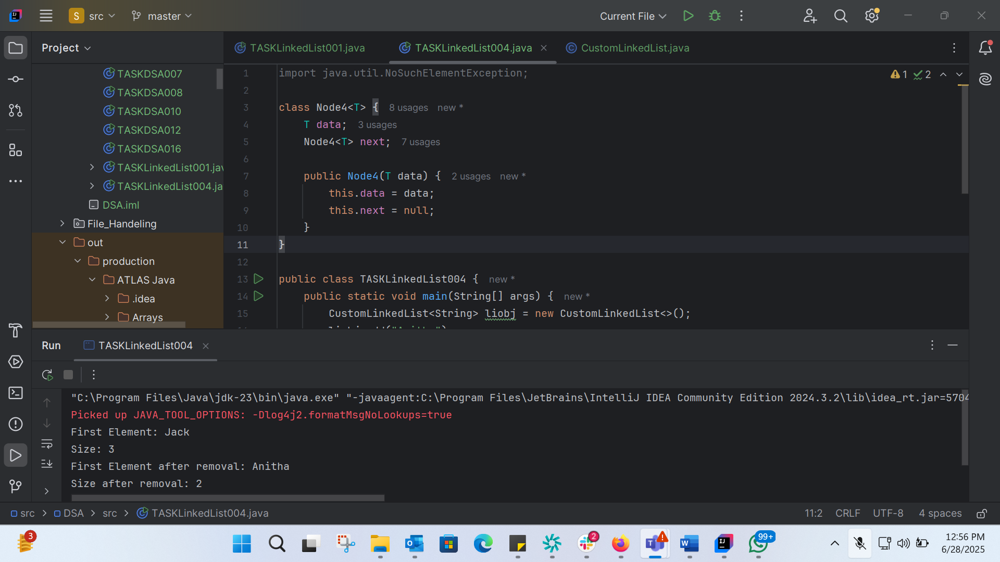 S src master Current File
Project TASKLinkedList001.java TASKLinkedList004.java CustomLinkedList.java
TASKDSA007
TASKDSA008
TASKDSA010
TASKDSA012
TASKDSA016
TASKLinkedList001.jav
TASKLinkedList004.ja
DSA.iml
File_Handeling
out
production
ATLAS Java
.idea
Arrays
1 2
1 import java.util.NoSuchElementException;
2
3 class Node4<T> { 8 usages new *
4 T data; 3 usages
5 Node4<T> next; 7 usages
6
7 public Node4(T data) { 2 usages new *
8 this.data = data;
9 this.next = null;
10 }
11 }
12
13 public class TASKLinkedList004 { new *
14 public static void main(String[] args) { new *
15 CustomLinkedList<String> liobj = new CustomLinkedList<>();
Run TASKLinkedList004
"C:\Program Files\Java\jdk-23\bin\java.exe" "-javaagent:C:\Program Files\JetBrains\IntelliJ IDEA Community Edition 2024.3.2\lib\idea_rt.jar=5704
Picked up JAVA_TOOL_OPTIONS: -Dlog4j2.formatMsgNoLookups=true
First Element: Jack
Size: 3
First Element after removal: Anitha
Size after removal: 2
src > DSA > src > TASKLinkedList004.java 11:2 CRLF UTF-8 4 spaces
3 2 99+
12:56 PM
6/28/2025